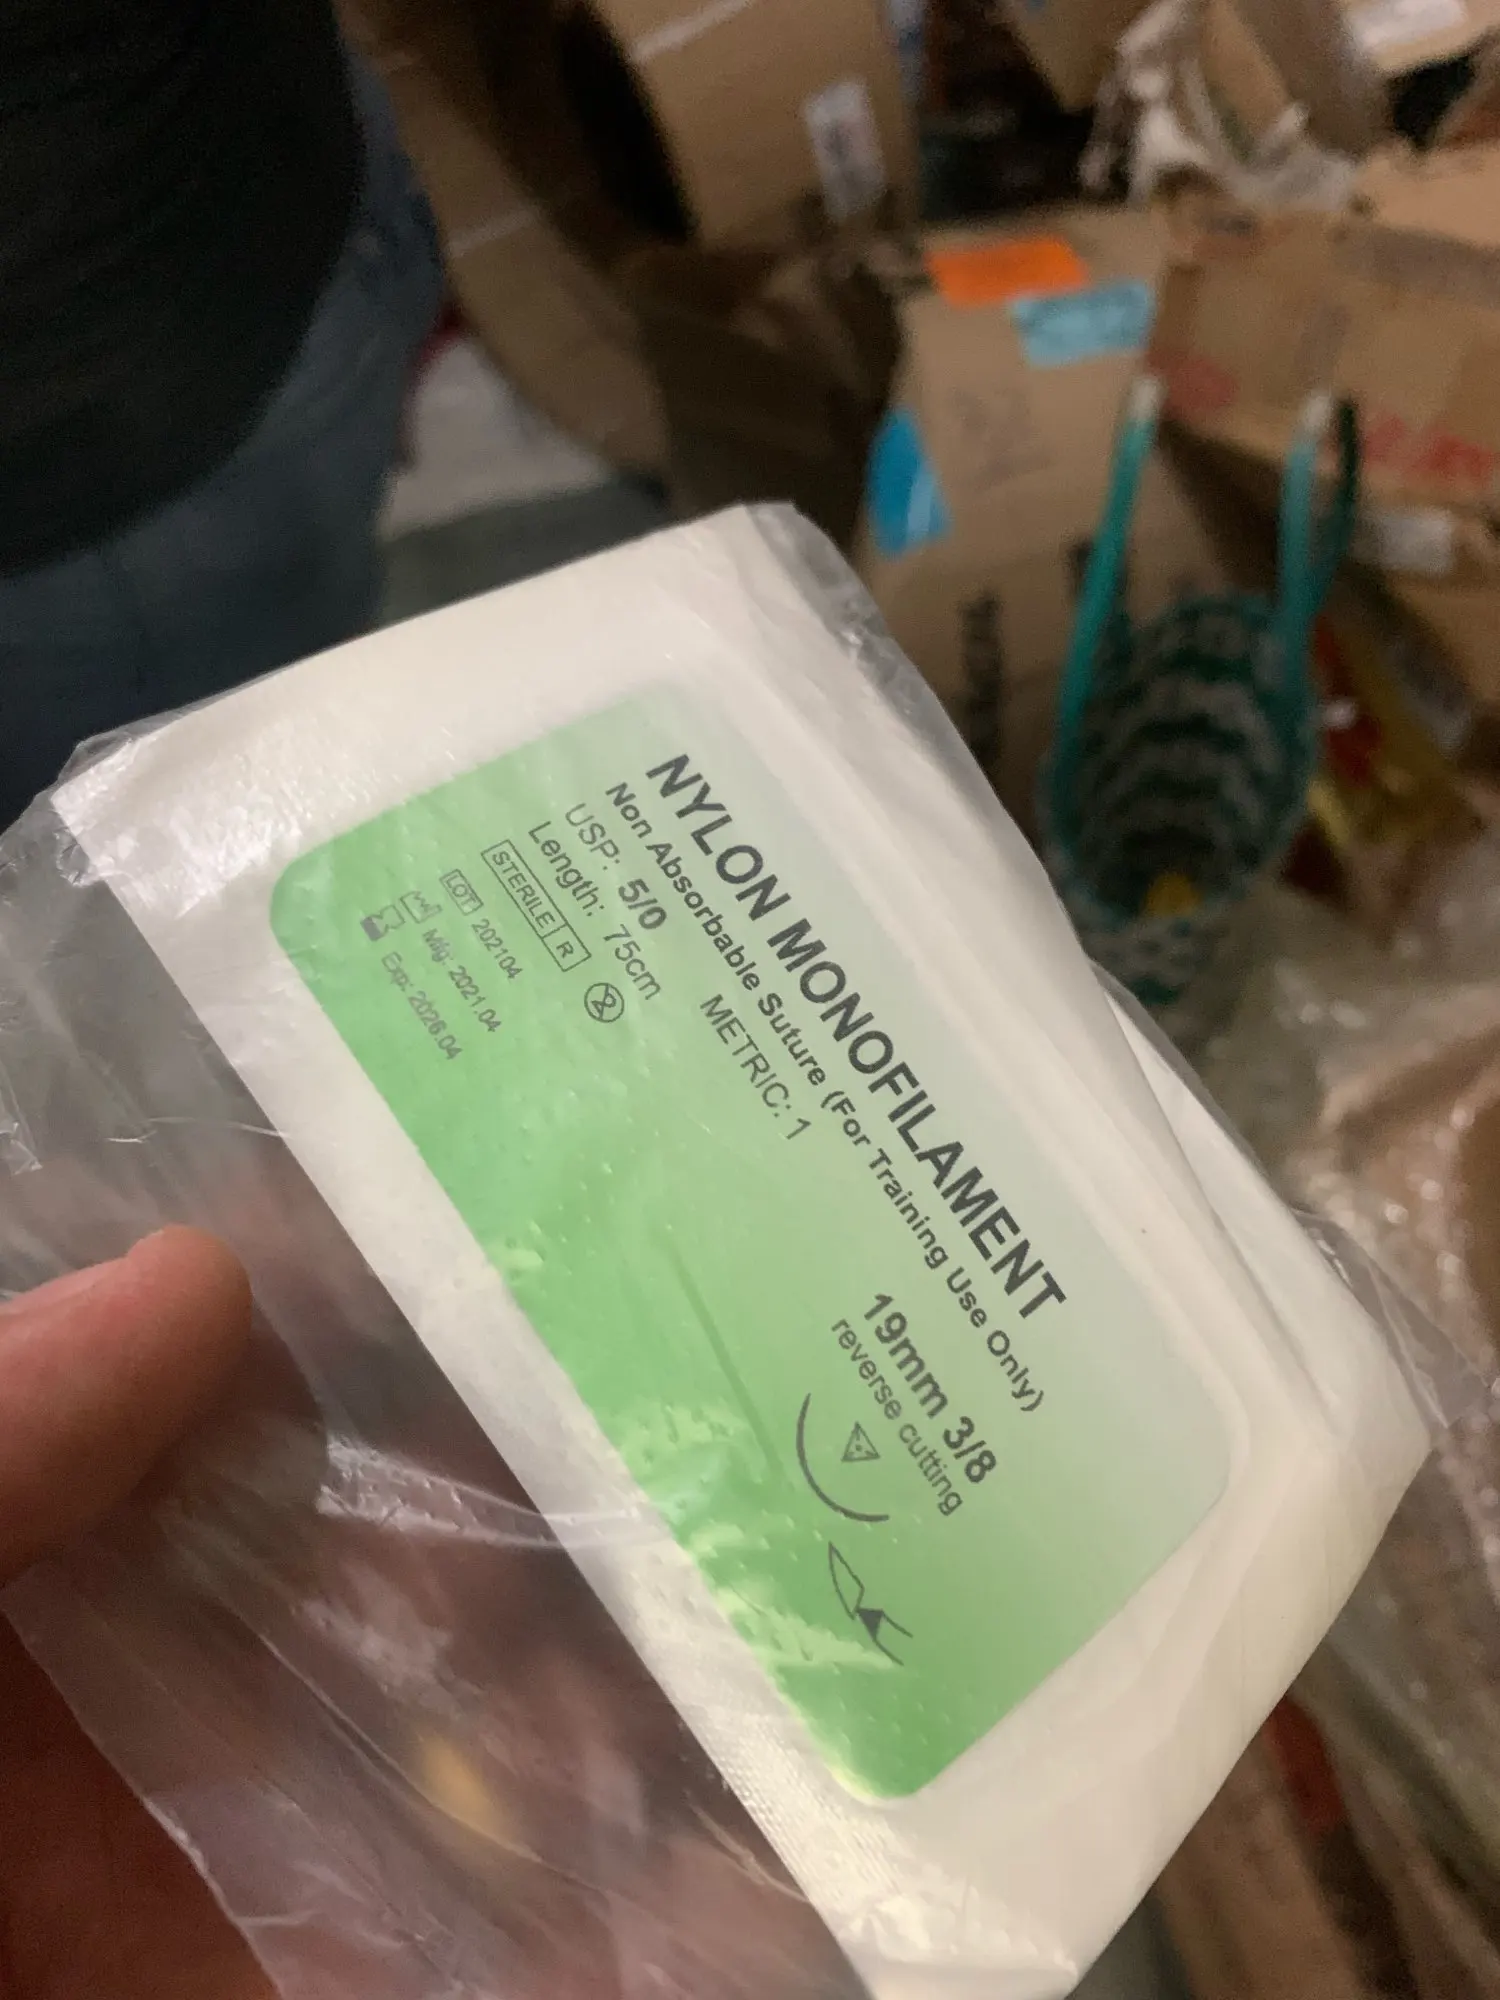 NYLON MONOFILAMENT
Non Absorbable Suture (For Training Use Only)
USP: 5/0 METRIC: 1
Length: 75cm
STERILE R
2
LOT 202104
Mfg: 2021.04
Exp: 2026.04
19mm 3/8
reverse cutting